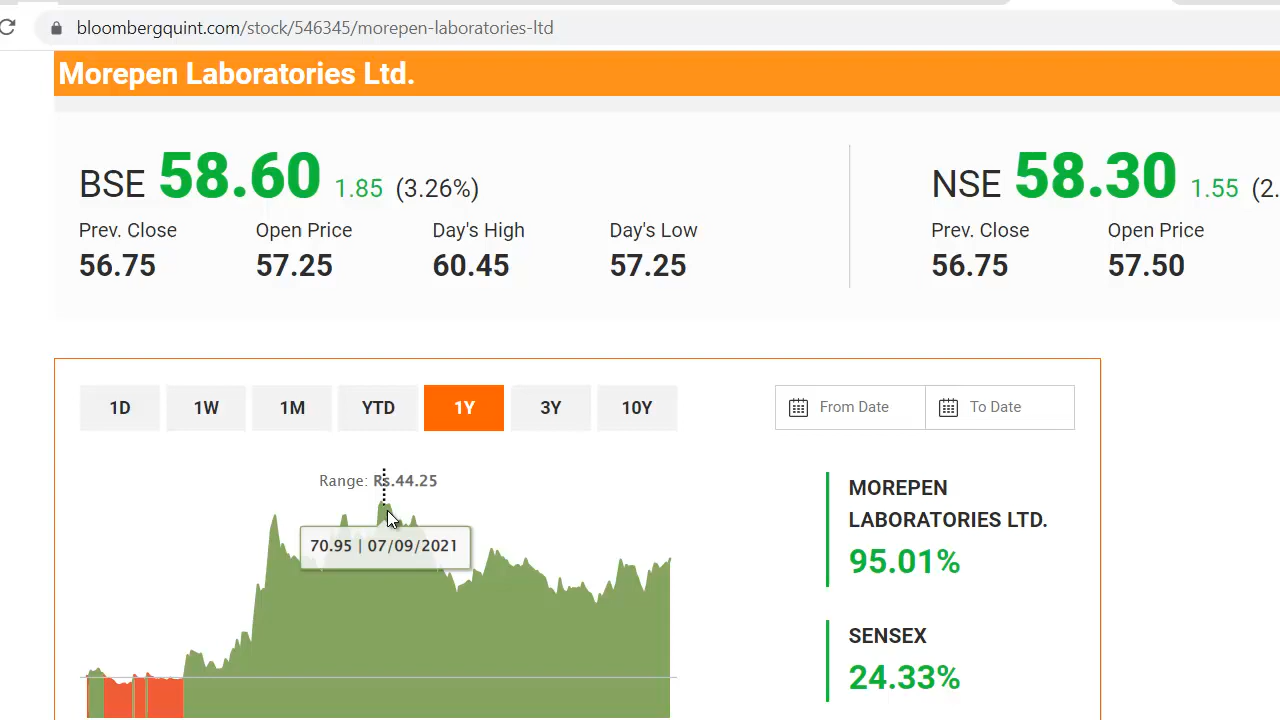 bloombergquint.com/stock/546345/morepen-laboratories-ltd
Morepen Laboratories Ltd.
BSE 58.60 1.85 (3.26%)
Prev. Close Open Price Day's High Day's Low
56.75 57.25 60.45 57.25
NSE 58.30 1.55 (2.
Prev. Close Open Price
56.75 57.50
1D 1W 1M YTD 1Y 3Y 10Y
From Date To Date
Range: Rs.44.25
70.95 | 07/09/2021
MOREPEN
LABORATORIES LTD.
95.01%
SENSEX
24.33%